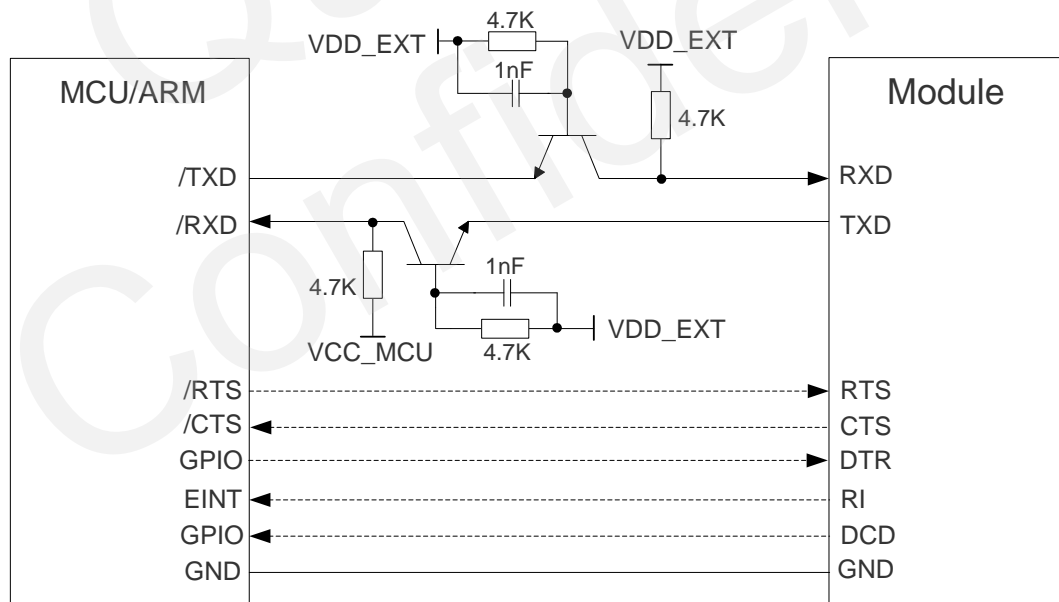 4.7K
VDD_EXT
VDD_EXT
1nF
MCU/ARM
Module
4.7K
/TXD
RXD
/RXD
TXD
1nF
4.7K
VDD_EXT
4.7K
VCC_MCU
/RTS
RTS
/CTS
CTS
GPIO
DTR
EINT
RI
GPIO
DCD
GND
GND